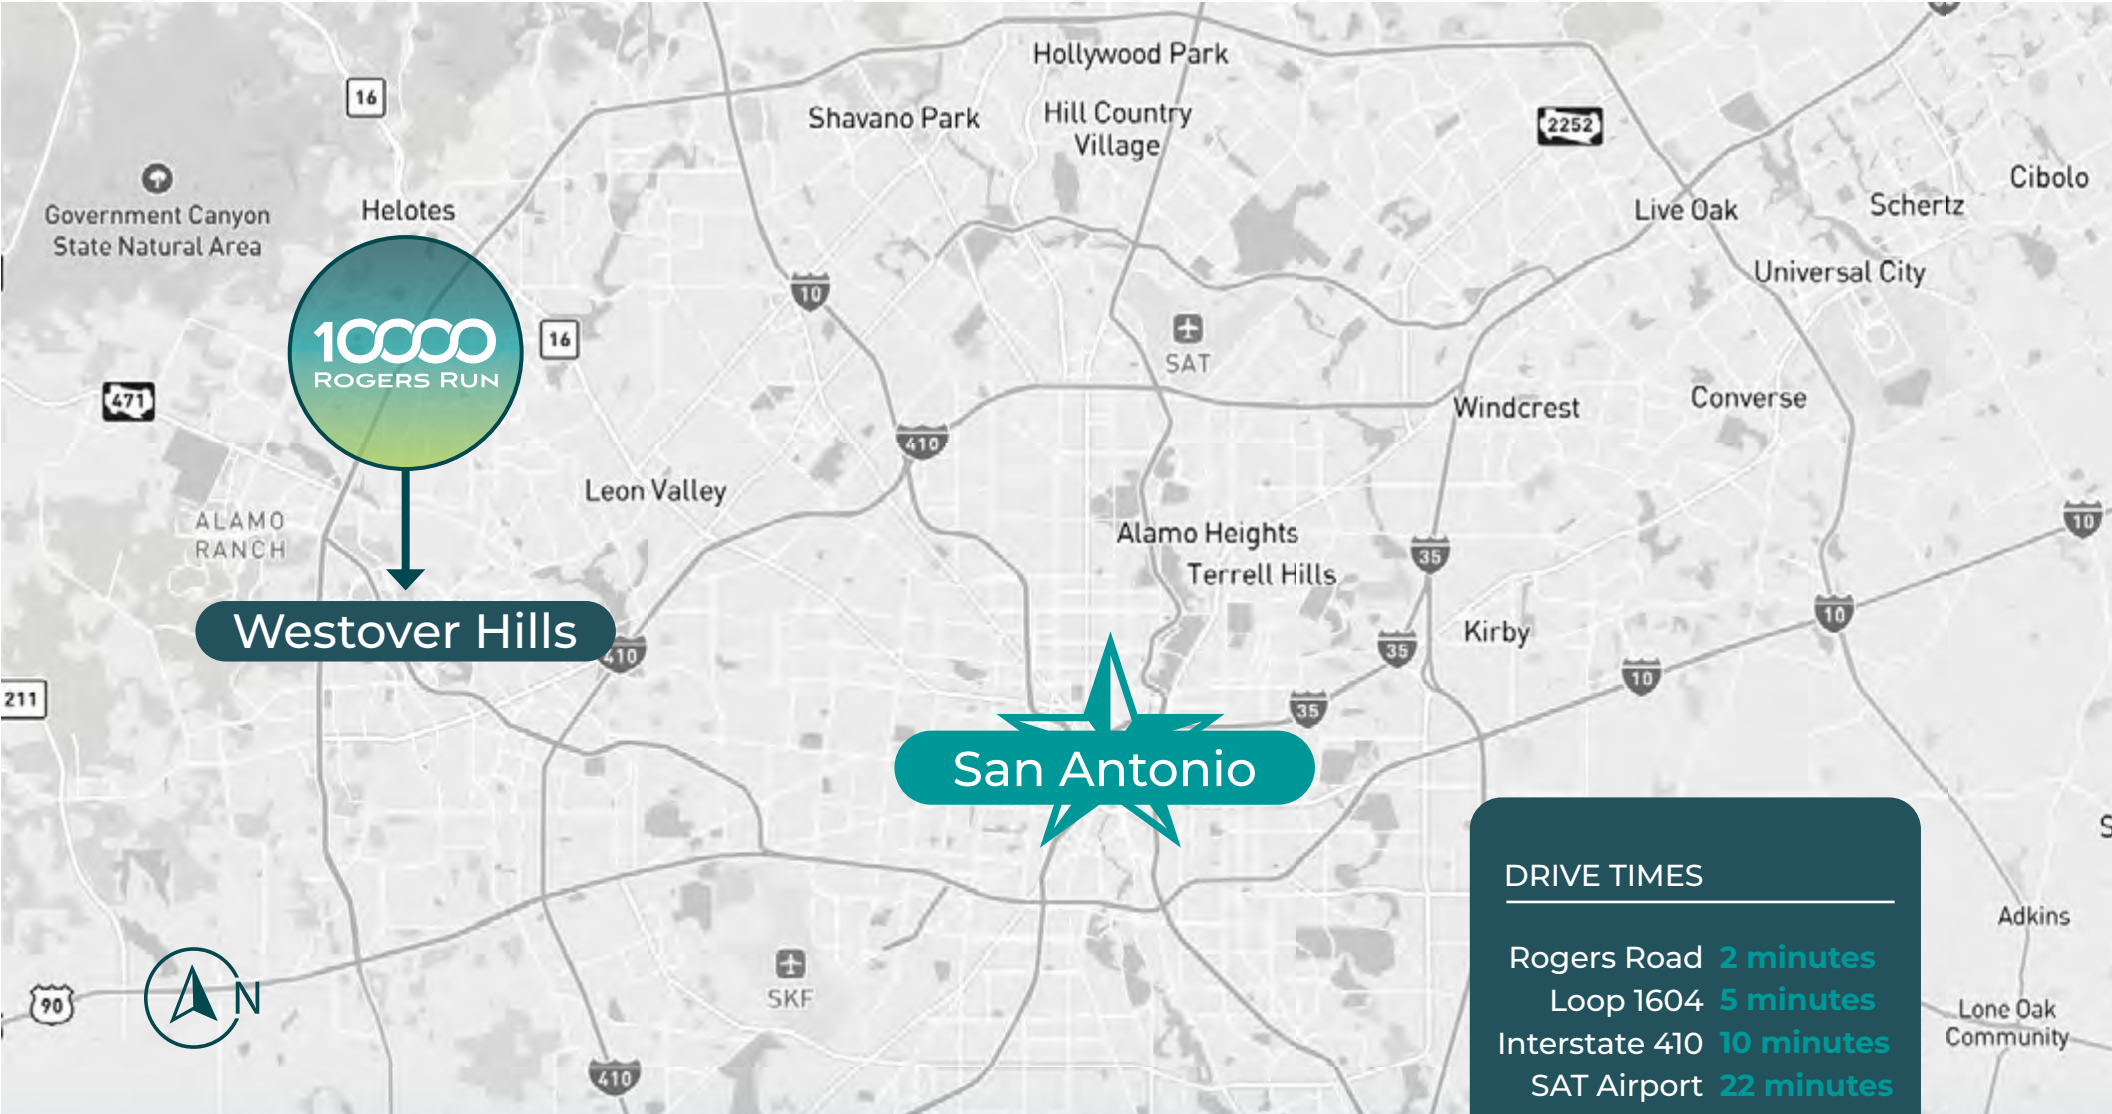 Hollywood Park
16
Shavano Park
Hill Country
Village
2252
Government Canyon
State Natural Area
Helotes
Live Oak
Schertz
Cibolo
Universal City
10
10000
ROGERS RUN
16
SAT
471
410
Windcrest
Converse
Leon Valley
ALAMO
RANCH
Alamo Heights
Terrell Hills
35
10
10
Westover Hills
410
35
Kirby
10
211
35
San Antonio
S
DRIVE TIMES
Rogers Road 2 minutes
Loop 1604 5 minutes
Interstate 410 10 minutes
SAT Airport 22 minutes
Adkins
Lone Oak
Community
90
N
SKF
410